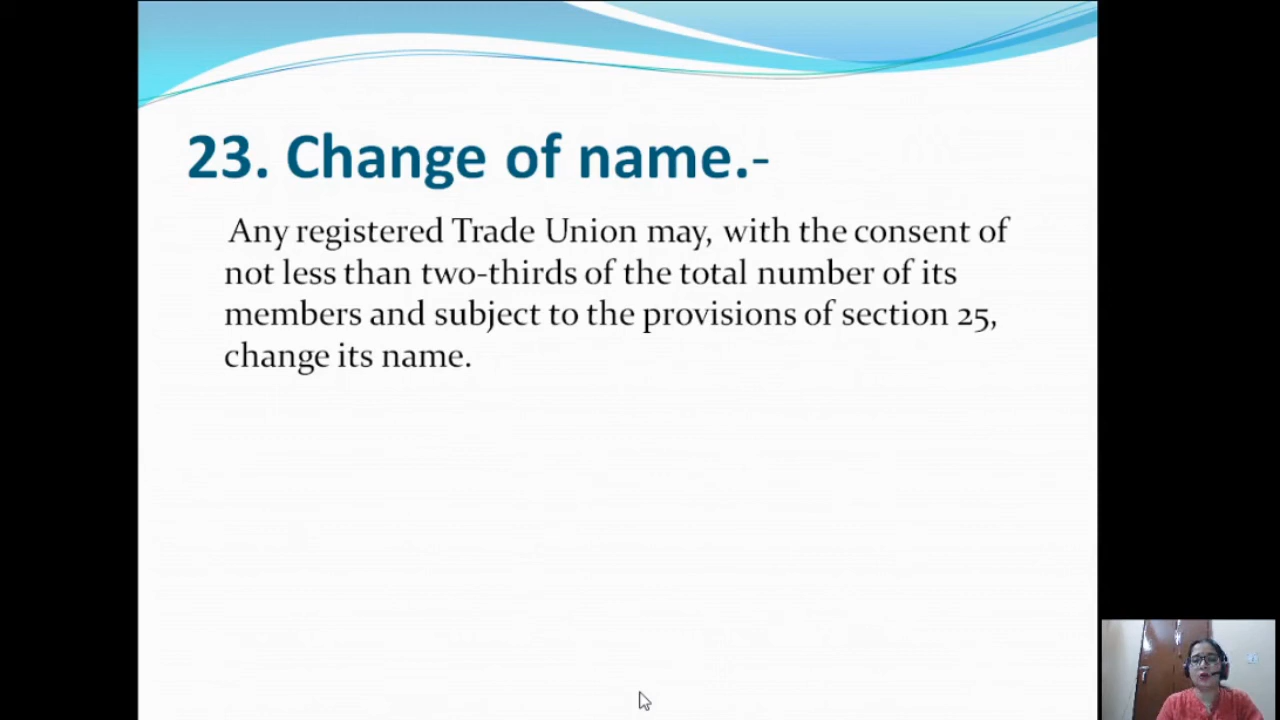 23. Change of name.-
Any registered Trade Union may, with the consent of
not less than two-thirds of the total number of its
members and subject to the provisions of section 25,
change its name.